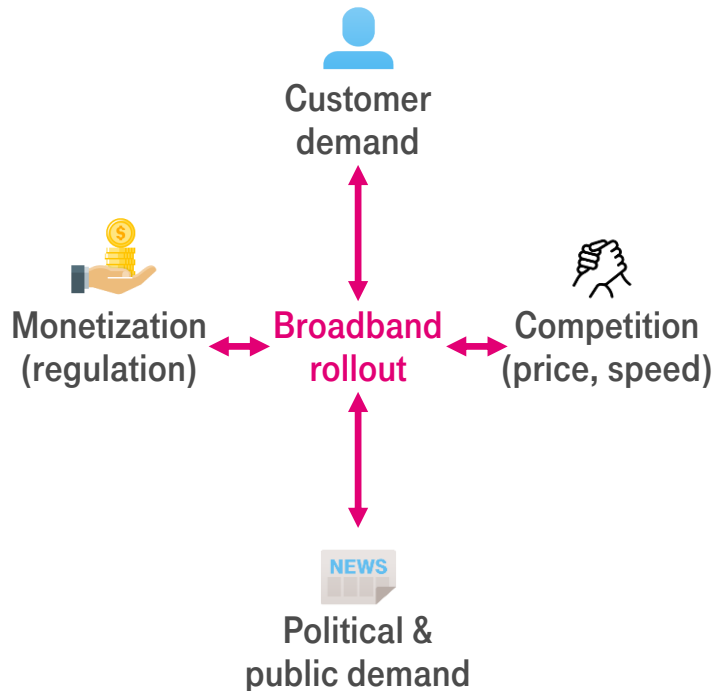 Customer
demand
$
Monetization
(regulation)
Broadband
rollout
Competition
(price, speed)
NEWS
Political &
public demand